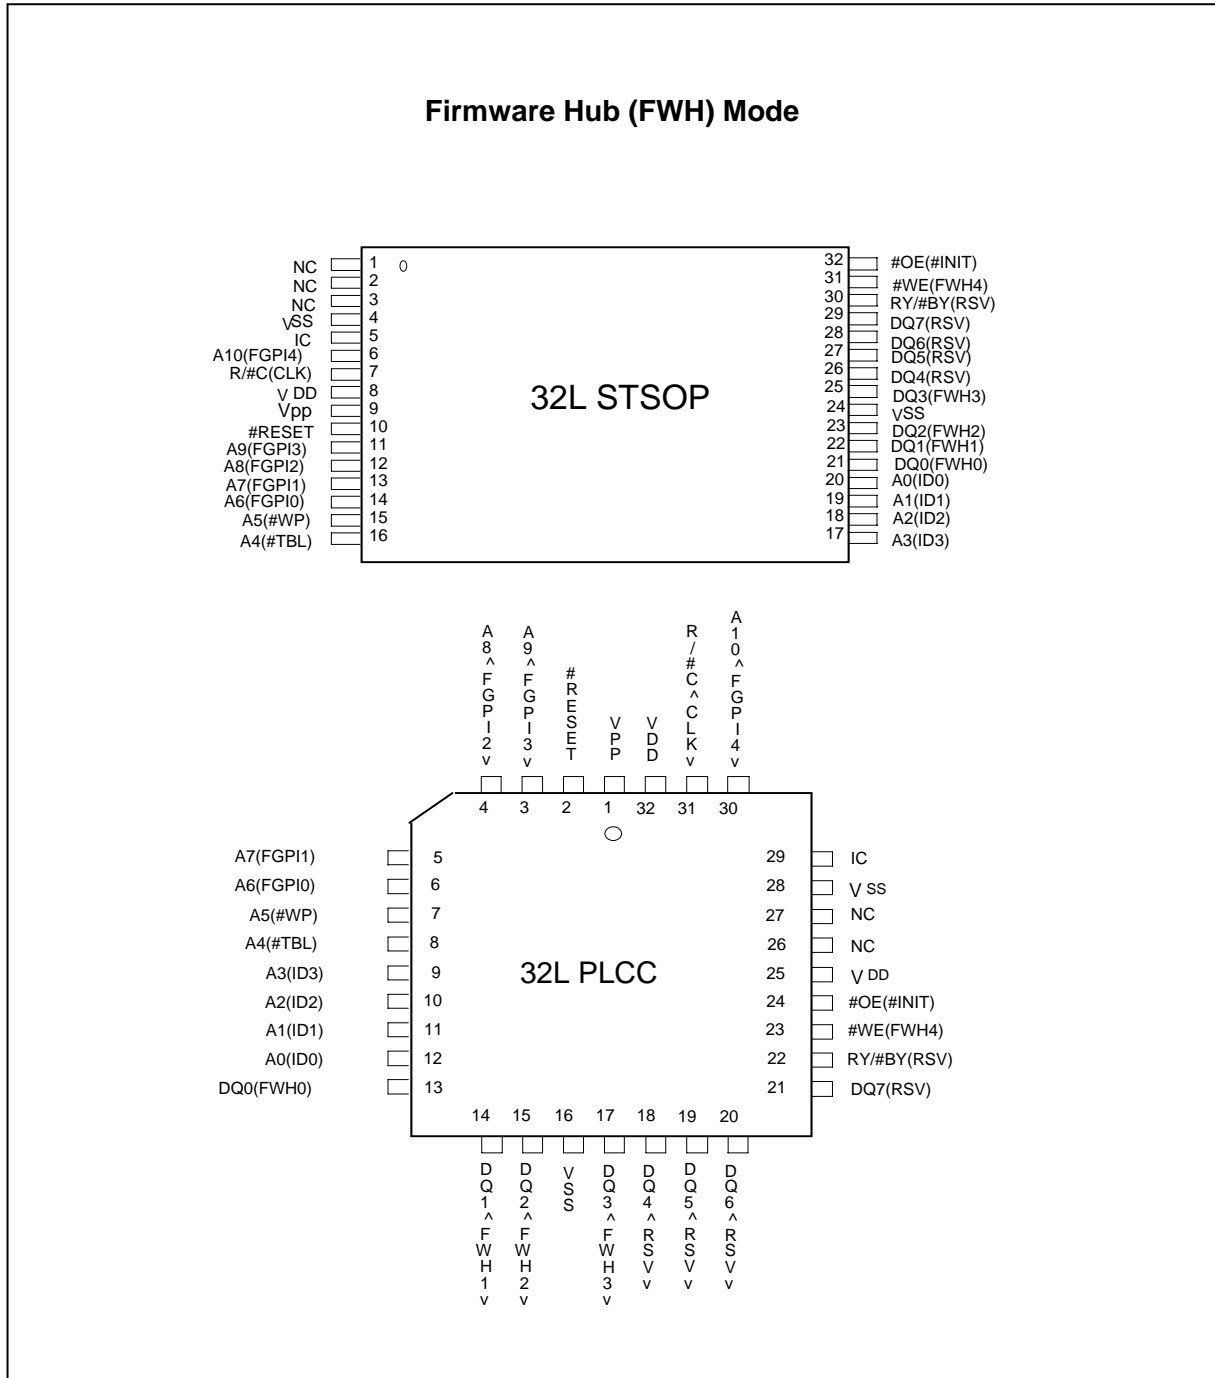 Firmware Hub (FWH) Mode
NC 1
NC 2
NC 3
VSS 4
IC 5
A10(FGPI4) 6
R/#C(CLK) 7
V DD 8
Vpp 9
#RESET 10
A9(FGPI3) 11
A8(FGPI2) 12
A7(FGPI1) 13
A6(FGPI0) 14
A5(#WP) 15
A4(#TBL) 16
32L STSOP
32 #OE(#INIT)
31 #WE(FWH4)
30 RY/#BY(RSV)
29 DQ7(RSV)
28 DQ6(RSV)
27 DQ5(RSV)
26 DQ4(RSV)
25 DQ3(FWH3)
24 VSS
23 DQ2(FWH2)
22 DQ1(FWH1)
21 DQ0(FWH0)
20 A0(ID0)
19 A1(ID1)
18 A2(ID2)
17 A3(ID3)
A8^FGPI2v
A9^FGPI3v
#RESET
VPP
VDD
R/#C^CLKv
A10^FGPI4v
4 3 2 1 32 31 30
A7(FGPI1) 5
A6(FGPI0) 6
A5(#WP) 7
A4(#TBL) 8
A3(ID3) 9
A2(ID2) 10
A1(ID1) 11
A0(ID0) 12
DQ0(FWH0) 13
32L PLCC
29 IC
28 V SS
27 NC
26 NC
25 V DD
24 #OE(#INIT)
23 #WE(FWH4)
22 RY/#BY(RSV)
21 DQ7(RSV)
14 15 16 17 18 19 20
DQ1^FWH1v
DQ2^FWH2v
VSS
DQ3^FWH3v
DQ4^RSVv
DQ5^RSVv
DQ6^RSVv